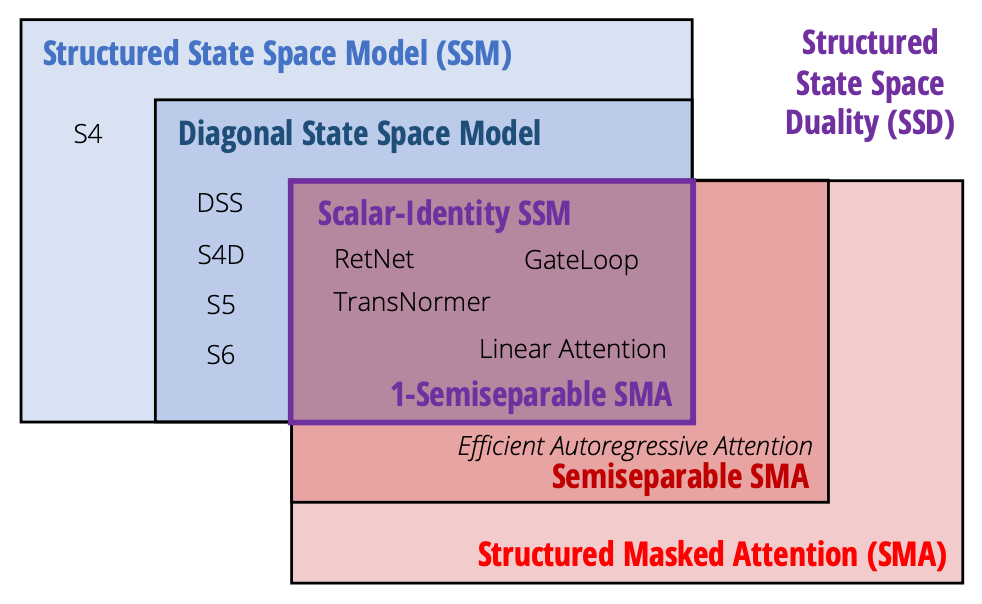 Structured State Space Model (SSM)
Structured
State Space
Duality (SSD)
S4
Diagonal State Space Model
DSS
S4D
S5
S6
Scalar-Identity SSM
RetNet
GateLoop
TransNormer
Linear Attention
1-Semiseparable SMA
Efficient Autoregressive Attention
Semiseparable SMA
Structured Masked Attention (SMA)